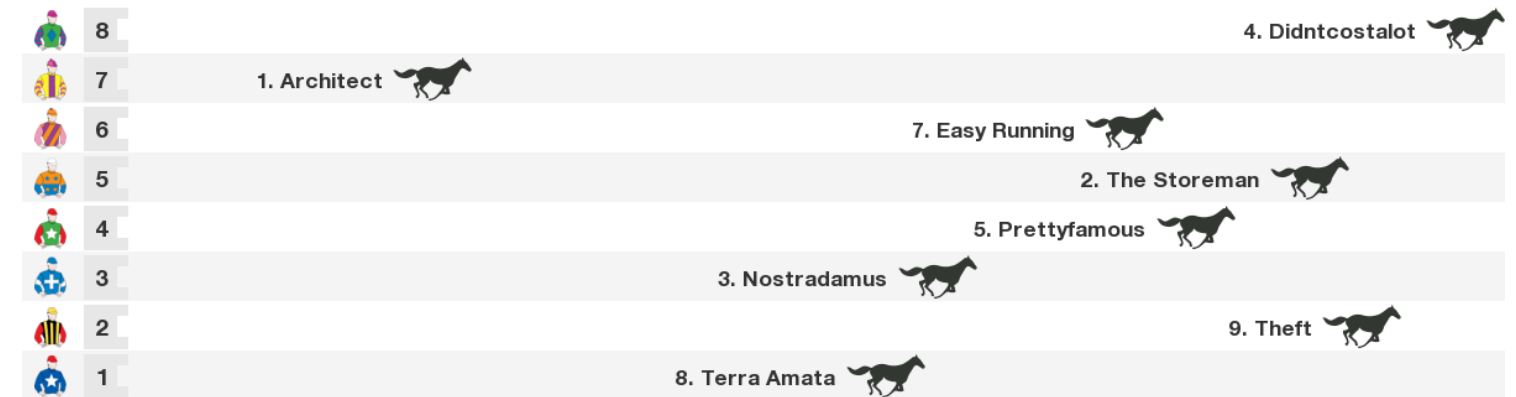 8 4. Didntcostalot
7 1. Architect
6 7. Easy Running
5 2. The Storeman
4 5. Prettyfamous
3 3. Nostradamus
2 9. Theft
1 8. Terra Amata